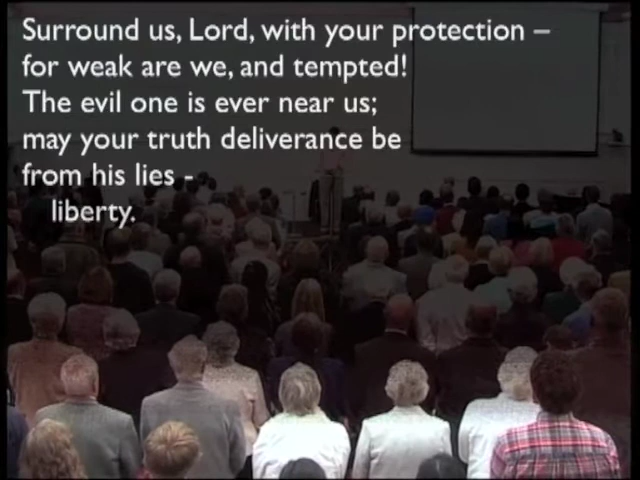 Surround us, Lord, with your protection –
for weak are we, and tempted!
The evil one is ever near us;
may your truth deliverance be
from his lies -
liberty.